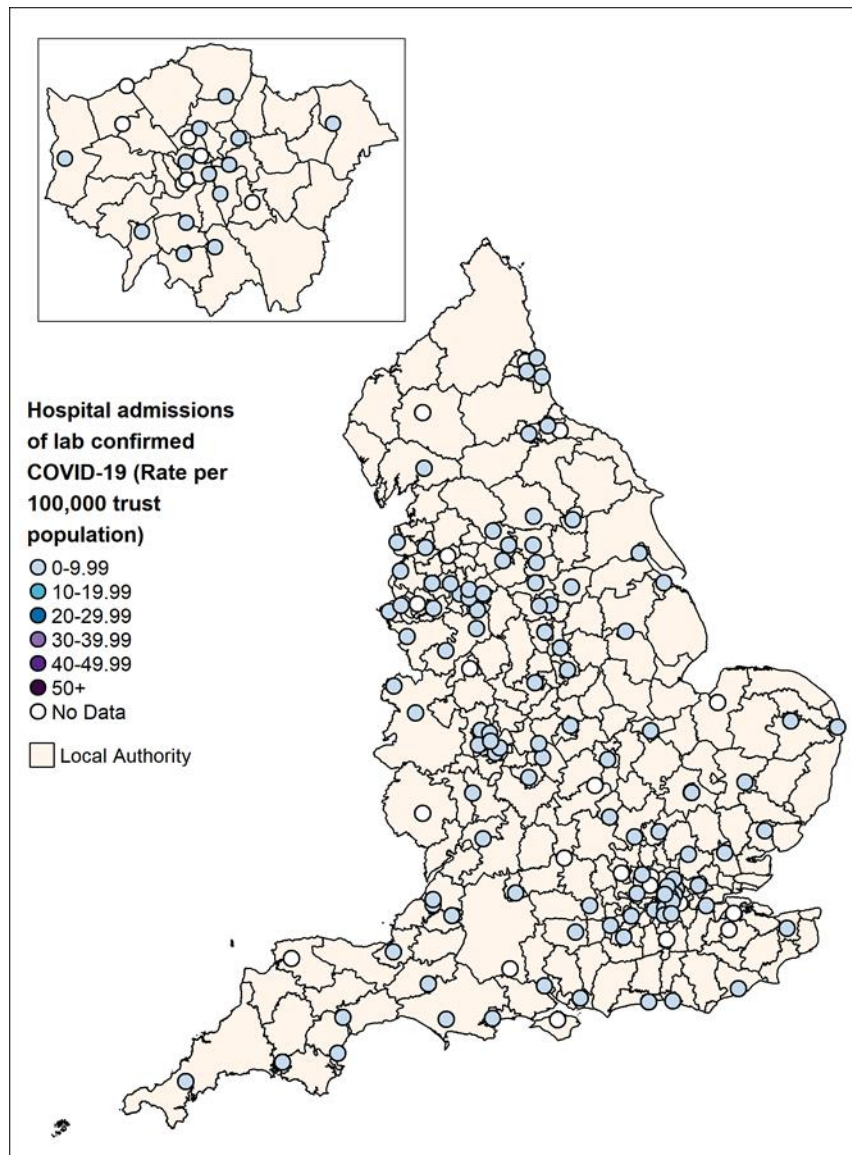 Hospital admissions
of lab confirmed
COVID-19 (Rate per
100,000 trust
population)
0-9.99
10-19.99
20-29.99
30-39.99
40-49.99
50+
No Data
Local Authority